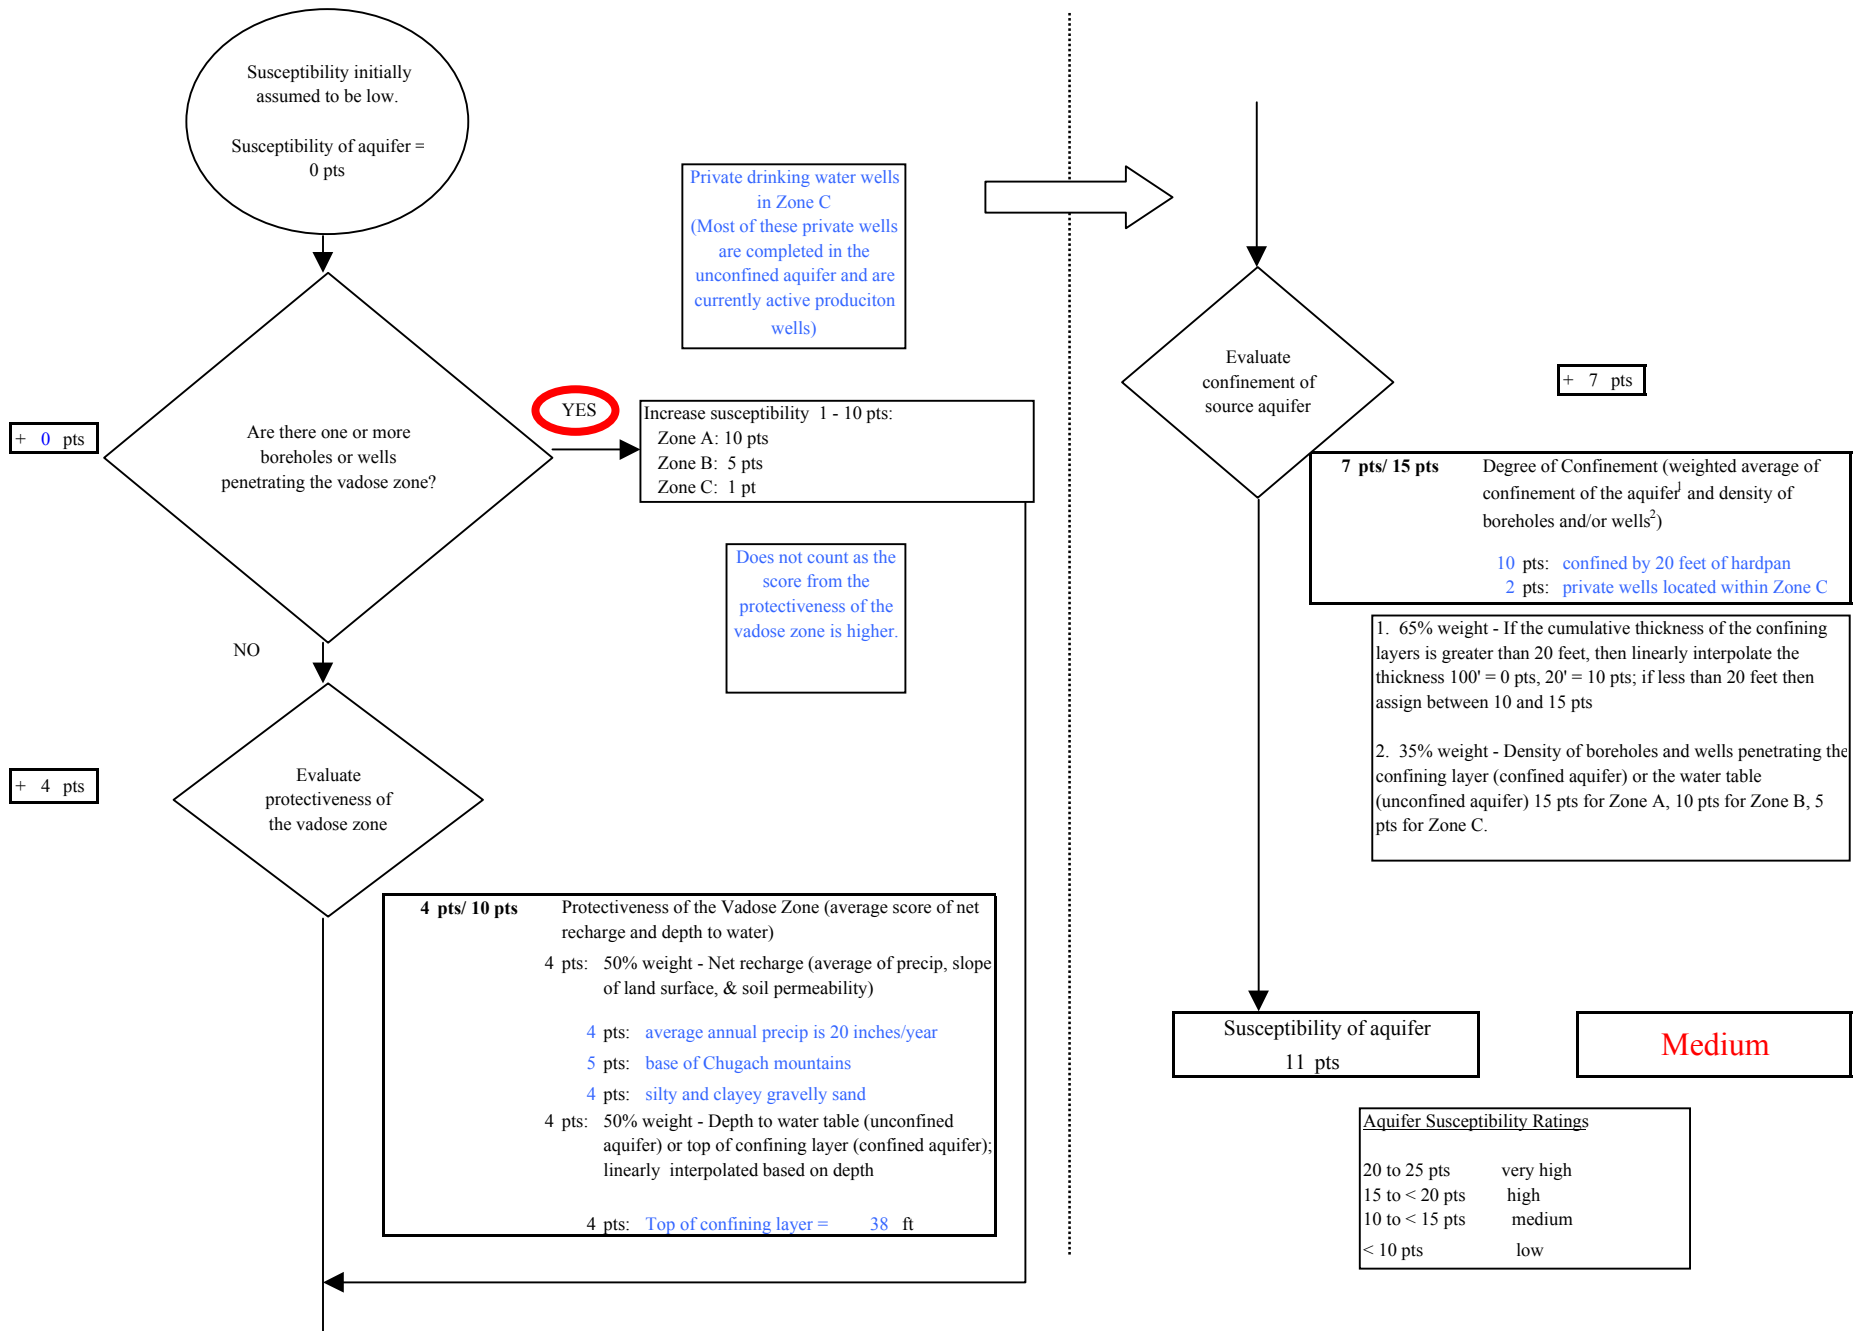 Susceptibility initially
assumed to be low.
Susceptibility of aquifer =
0 pts
Private drinking water wells
in Zone C
(Most of these private wells
are completed in the
unconfined aquifer and are
currently active produciton
wells)
+ 0 pts
Are there one or more
boreholes or wells
penetrating the vadose zone?
YES
Increase susceptibility 1 - 10 pts:
Zone A: 10 pts
Zone B: 5 pts
Zone C: 1 pt
Does not count as the
score from the
protectiveness of the
vadose zone is higher.
NO
+ 4 pts
Evaluate
protectiveness of
the vadose zone
4 pts/ 10 pts Protectiveness of the Vadose Zone (average score of net
recharge and depth to water)
4 pts: 50% weight - Net recharge (average of precip, slope
of land surface, & soil permeability)
4 pts: average annual precip is 20 inches/year
5 pts: base of Chugach mountains
4 pts: silty and clayey gravelly sand
4 pts: 50% weight - Depth to water table (unconfined
aquifer) or top of confining layer (confined aquifer);
linearly interpolated based on depth
4 pts: Top of confining layer = 38 ft
Evaluate
confinement of
source aquifer
+ 7 pts
7 pts/ 15 pts Degree of Confinement (weighted average of
confinement of the aquifer1 and density of
boreholes and/or wells2)
10 pts: confined by 20 feet of hardpan
2 pts: private wells located within Zone C
1. 65% weight - If the cumulative thickness of the confining
layers is greater than 20 feet, then linearly interpolate the
thickness 100' = 0 pts, 20' = 10 pts; if less than 20 feet then
assign between 10 and 15 pts
2. 35% weight - Density of boreholes and wells penetrating the
confining layer (confined aquifer) or the water table
(unconfined aquifer) 15 pts for Zone A, 10 pts for Zone B, 5
pts for Zone C.
Susceptibility of aquifer
11 pts
Medium
Aquifer Susceptibility Ratings
20 to 25 pts very high
15 to < 20 pts high
10 to < 15 pts medium
< 10 pts low